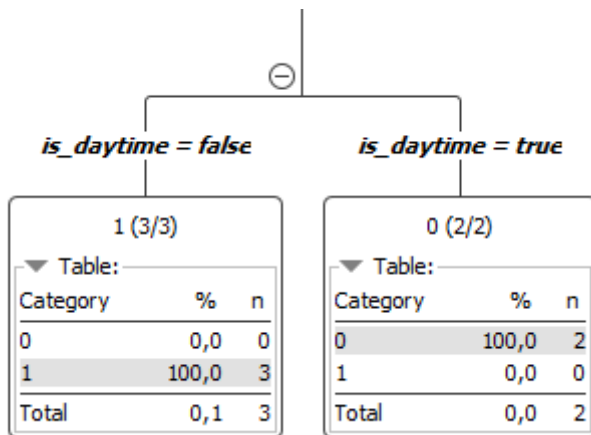 is_daytime = false
is_daytime = true
1 (3/3)
Table:
Category % n
0 0,0 0
1 100,0 3
Total 0,1 3
0 (2/2)
Table:
Category % n
0 100,0 2
1 0,0 0
Total 0,0 2